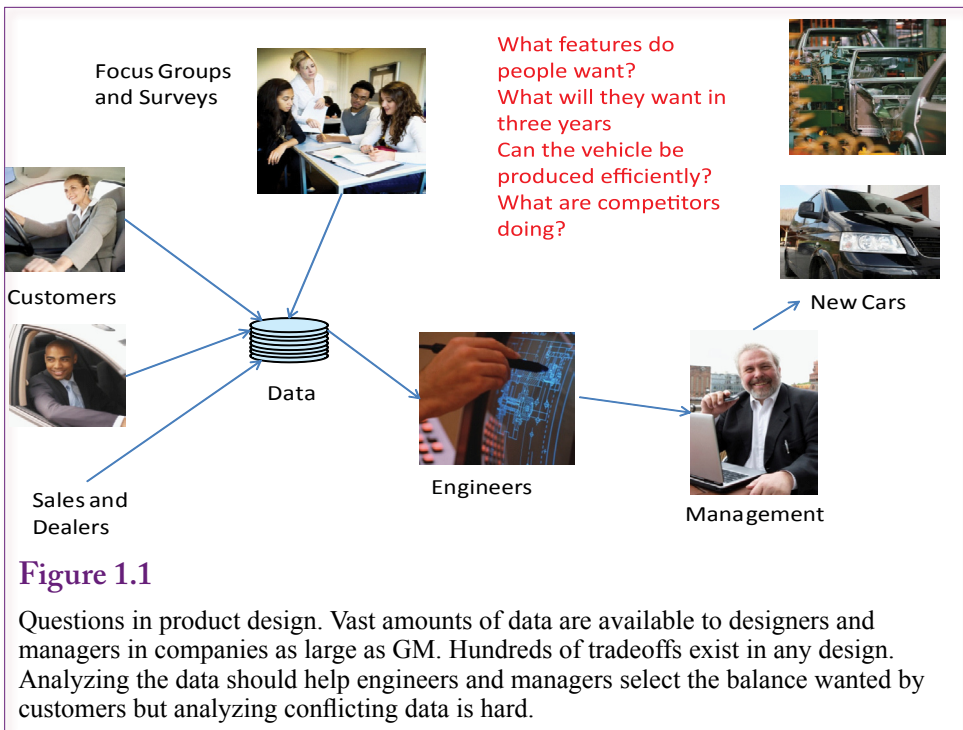 Focus Groups
and Surveys
What features do
people want?
What will they want in
three years
Can the vehicle be
produced efficiently?
What are competitors
doing?
Customers
New Cars
Data
Engineers
Sales and
Dealers
Management
Figure 1.1
Questions in product design. Vast amounts of data are available to designers and
managers in companies as large as GM. Hundreds of tradeoffs exist in any design.
Analyzing the data should help engineers and managers select the balance wanted by
customers but analyzing conflicting data is hard.